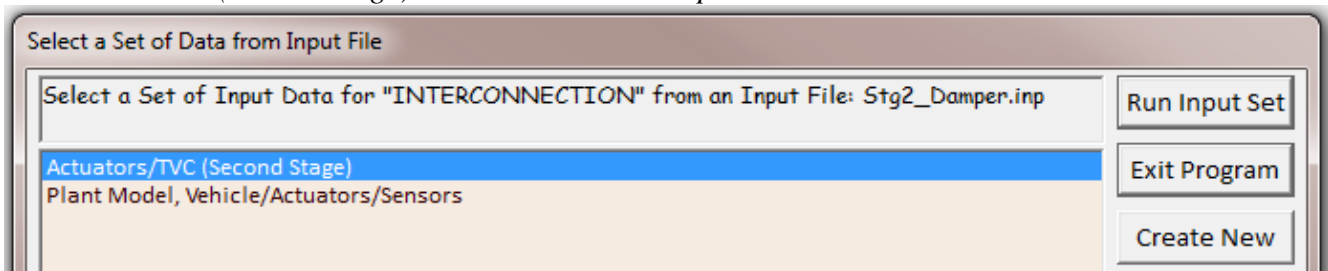 Select a Set of Data from Input File
Select a Set of Input Data for "INTERCONNECTION" from an Input File: Stg2_Damper.inp
Run Input Set
Actuators/TVC (Second Stage)
Exit Program
Plant Model, Vehicle/Actuators/Sensors
Create New